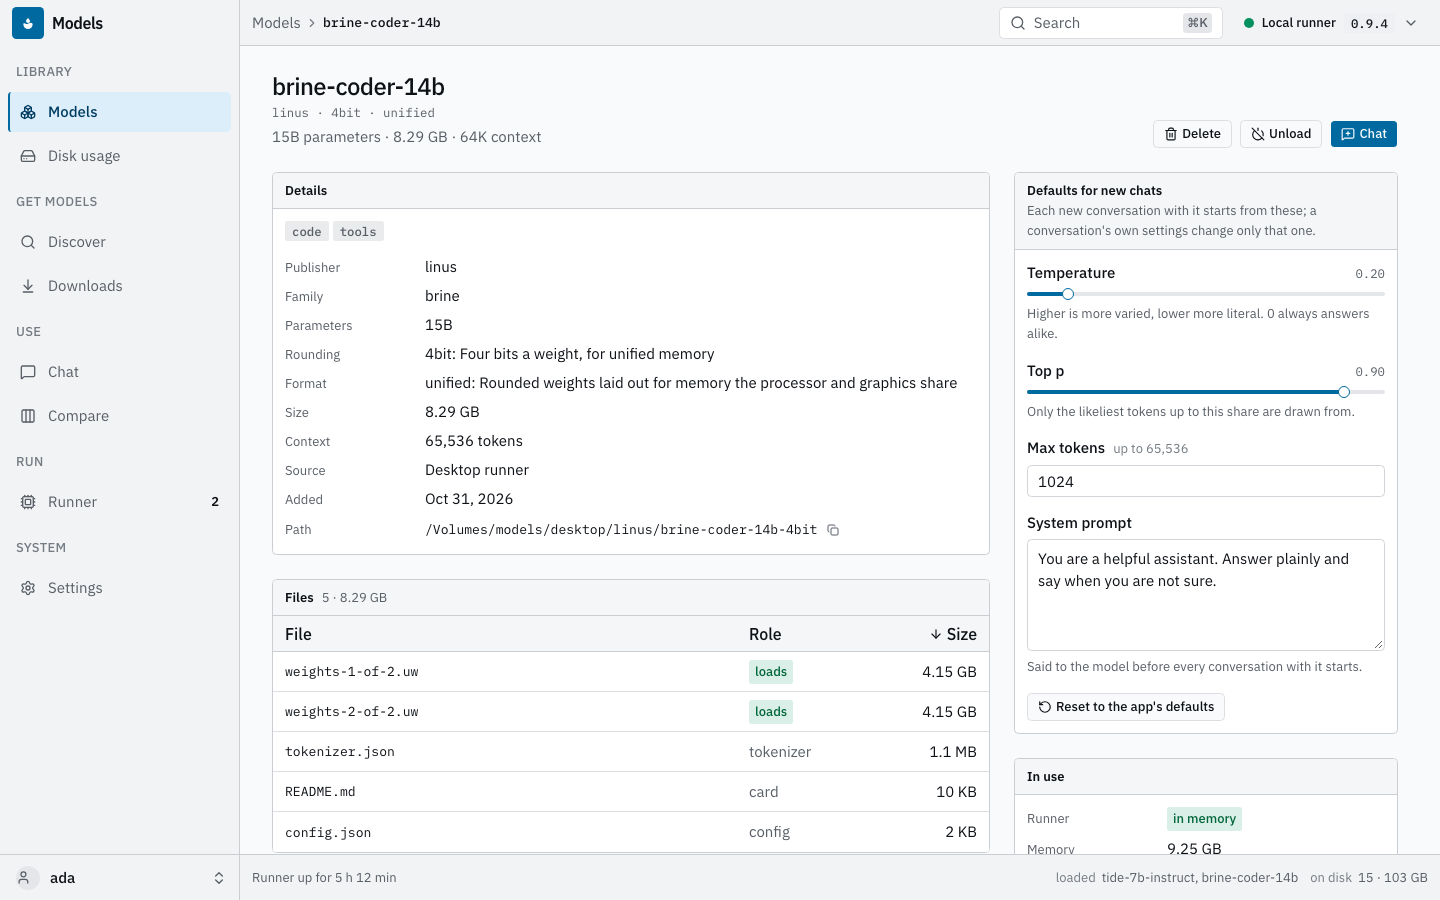 Models
LIBRARY
Models
Disk usage
GET MODELS
Discover
Downloads
USE
Chat
Compare
RUN
Runner 2
SYSTEM
Settings
ada
Models > brine-coder-14b
Search ⌘K
Local runner 0.9.4
brine-coder-14b
linus · 4bit · unified
15B parameters · 8.29 GB · 64K context
Delete
Unload
Chat
Details
code tools
Publisher linus
Family brine
Parameters 15B
Rounding 4bit: Four bits a weight, for unified memory
Format unified: Rounded weights laid out for memory the processor and graphics share
Size 8.29 GB
Context 65,536 tokens
Source Desktop runner
Added Oct 31, 2026
Path /Volumes/models/desktop/linus/brine-coder-14b-4bit
Files 5 · 8.29 GB
File Role ↓ Size
weights-1-of-2.uw loads 4.15 GB
weights-2-of-2.uw loads 4.15 GB
tokenizer.json tokenizer 1.1 MB
README.md card 10 KB
config.json config 2 KB
Defaults for new chats
Each new conversation with it starts from these; a
conversation's own settings change only that one.
Temperature 0.20
Higher is more varied, lower more literal. 0 always answers
alike.
Top p 0.90
Only the likeliest tokens up to this share are drawn from.
Max tokens up to 65,536
1024
System prompt
You are a helpful assistant. Answer plainly and
say when you are not sure.
Said to the model before every conversation with it starts.
Reset to the app's defaults
In use
Runner in memory
Memory 9.25 GB
Runner up for 5 h 12 min
loaded tide-7b-instruct, brine-coder-14b on disk 15 · 103 GB